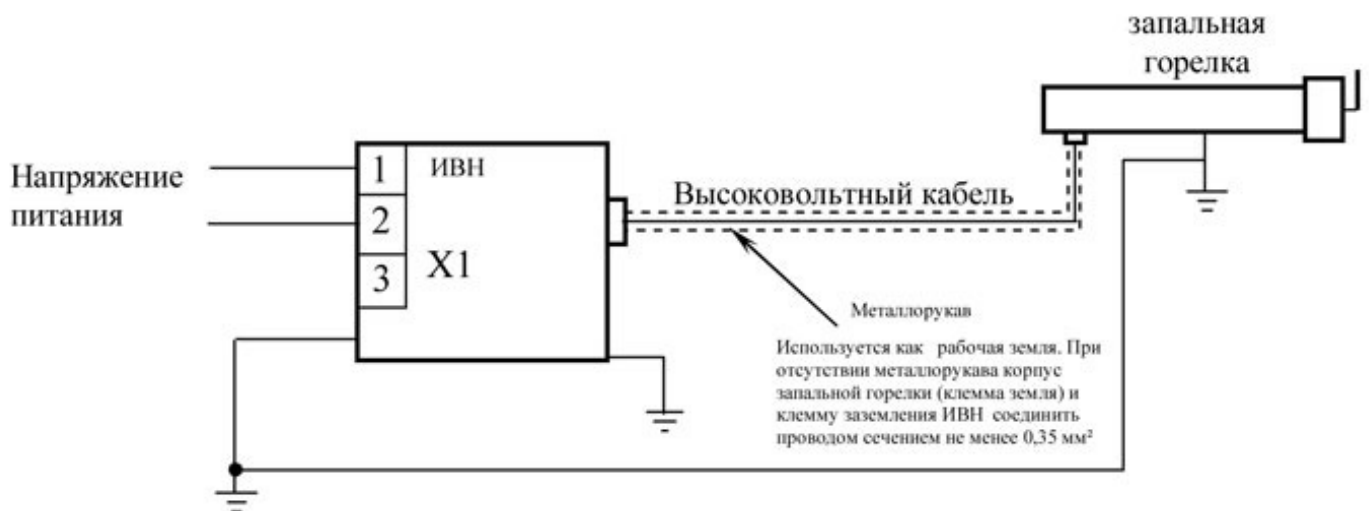 запальная
горелка
Напряжение
питания
1
ИВН
2
3
X1
Высоковольтный кабель
Металлорукав
Используется как рабочая земля. При
отсутствии металлорукава корпус
запальной горелки (клемма земля) и
клемму заземления ИВН соединить
проводом сечением не менее 0,35 мм²